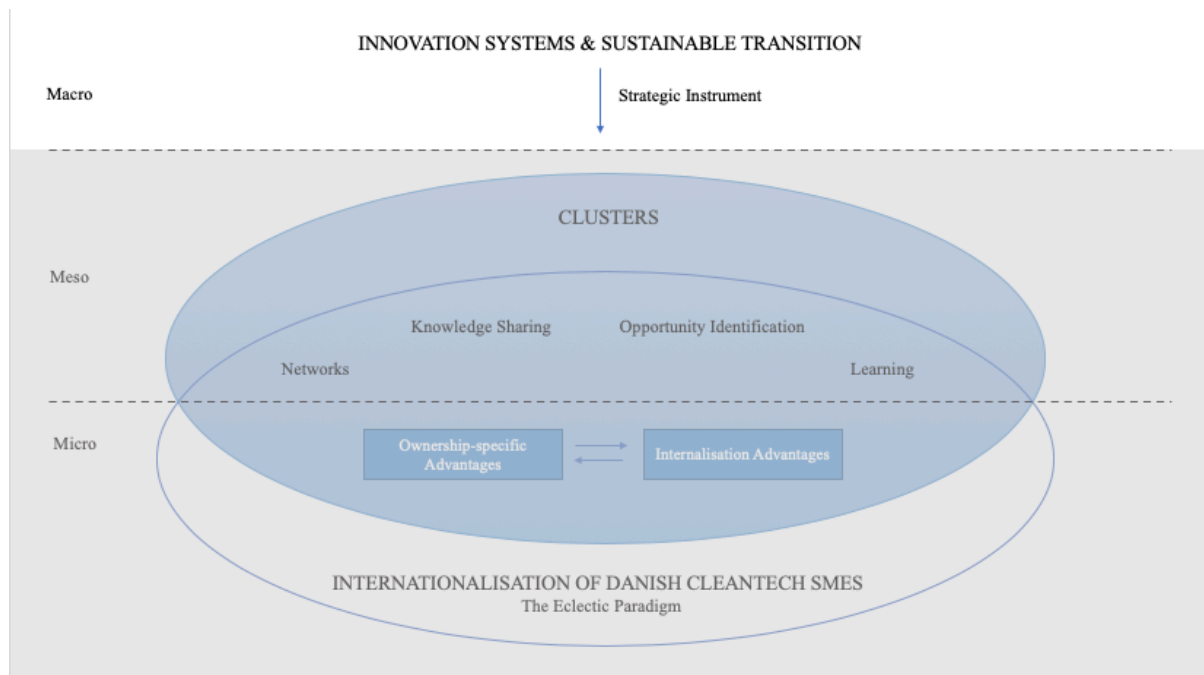 INNOVATION SYSTEMS & SUSTAINABLE TRANSITION
Macro
Strategic Instrument
CLUSTERS
Meso
Knowledge Sharing
Opportunity Identification
Networks
Learning
Micro
Ownership-specific
Advantages
Internalisation Advantages
INTERNATIONALISATION OF DANISH CLEANTECH SMES
The Eclectic Paradigm